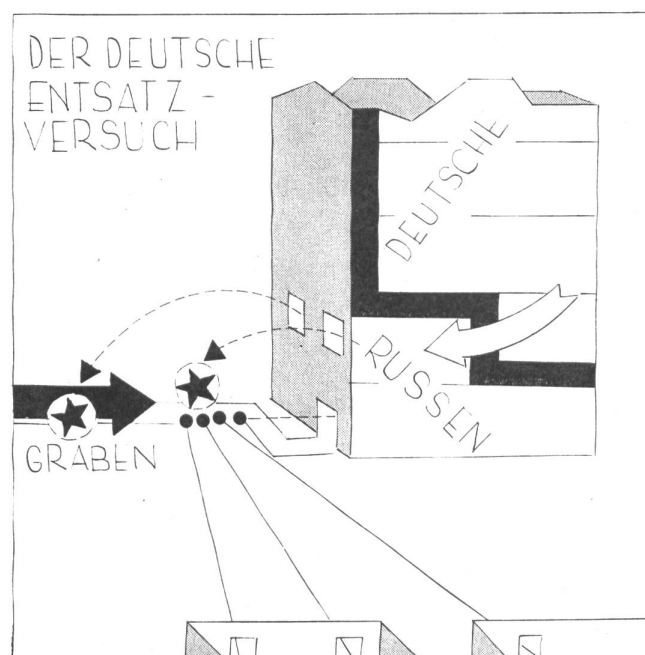 DER DEUTSCHE
ENTSATZ-
VERSUCH
DEUTSCHE
RUSSEN
GRABEN